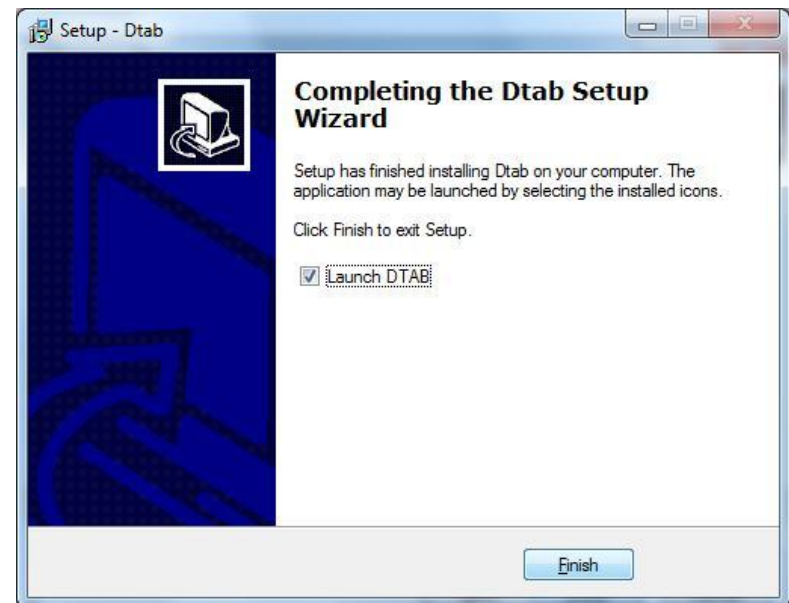 Setup - Dtab
Completing the Dtab Setup
Wizard
Setup has finished installing Dtab on your computer. The
application may be launched by selecting the installed icons.
Click Finish to exit Setup.
Launch DTAB
Finish